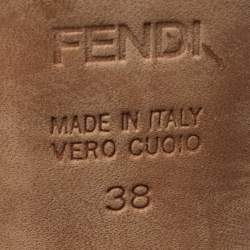 FENDI
MADE IN ITALY
VERO CUOIO
38